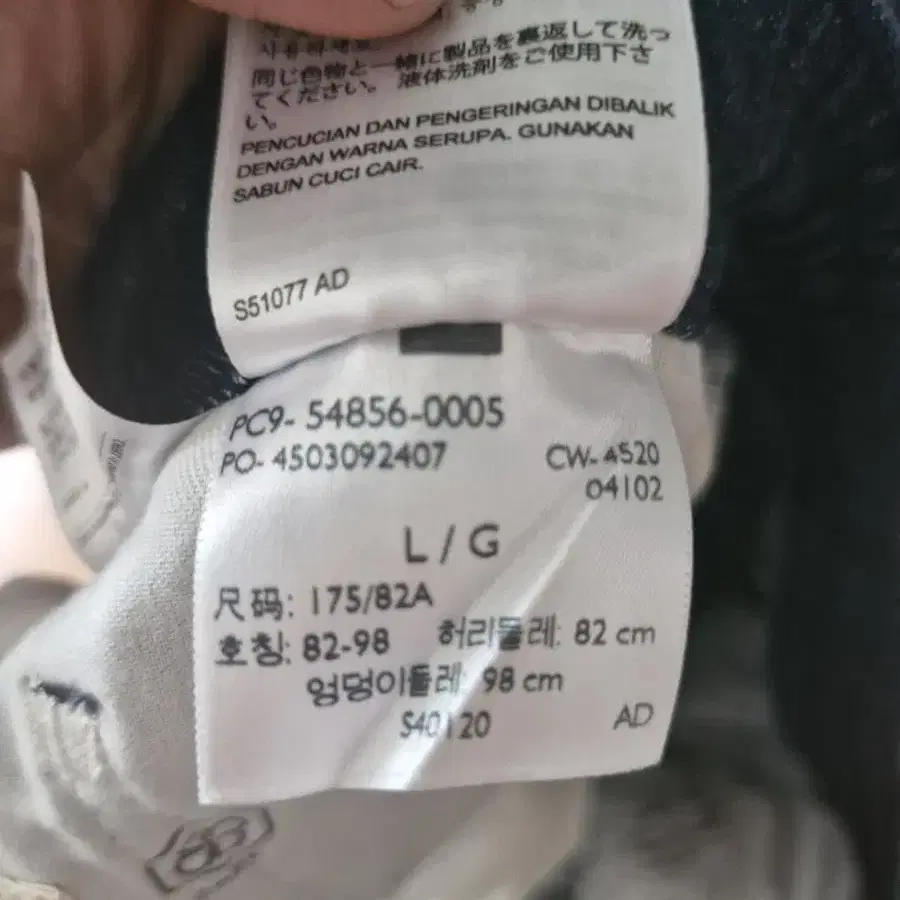 同じ色物と一緒に製品を裏返して洗っ
てください。 液体洗剤をご使用下さ
い。
PENCUCIAN DAN PENGERINGAN DIBALIK
DENGAN WARNA SERUPA. GUNAKAN
SABUN CUCI CAIR.
S51077 AD
PC9- 54856-0005
PO- 4503092407 CW- 4520
04102
L / G
尺码: 175/82A
호칭: 82-98 허리둘레: 82 cm
엉덩이둘레: 98 cm
S40120 AD